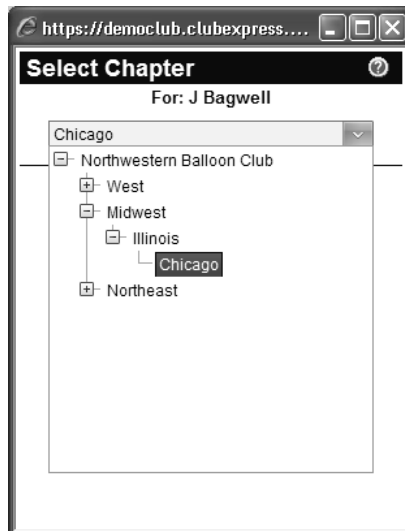 https://democlub.clubexpress....
Select Chapter
For: J Bagwell
Chicago
Northwestern Balloon Club
West
Midwest
Illinois
Chicago
Northeast